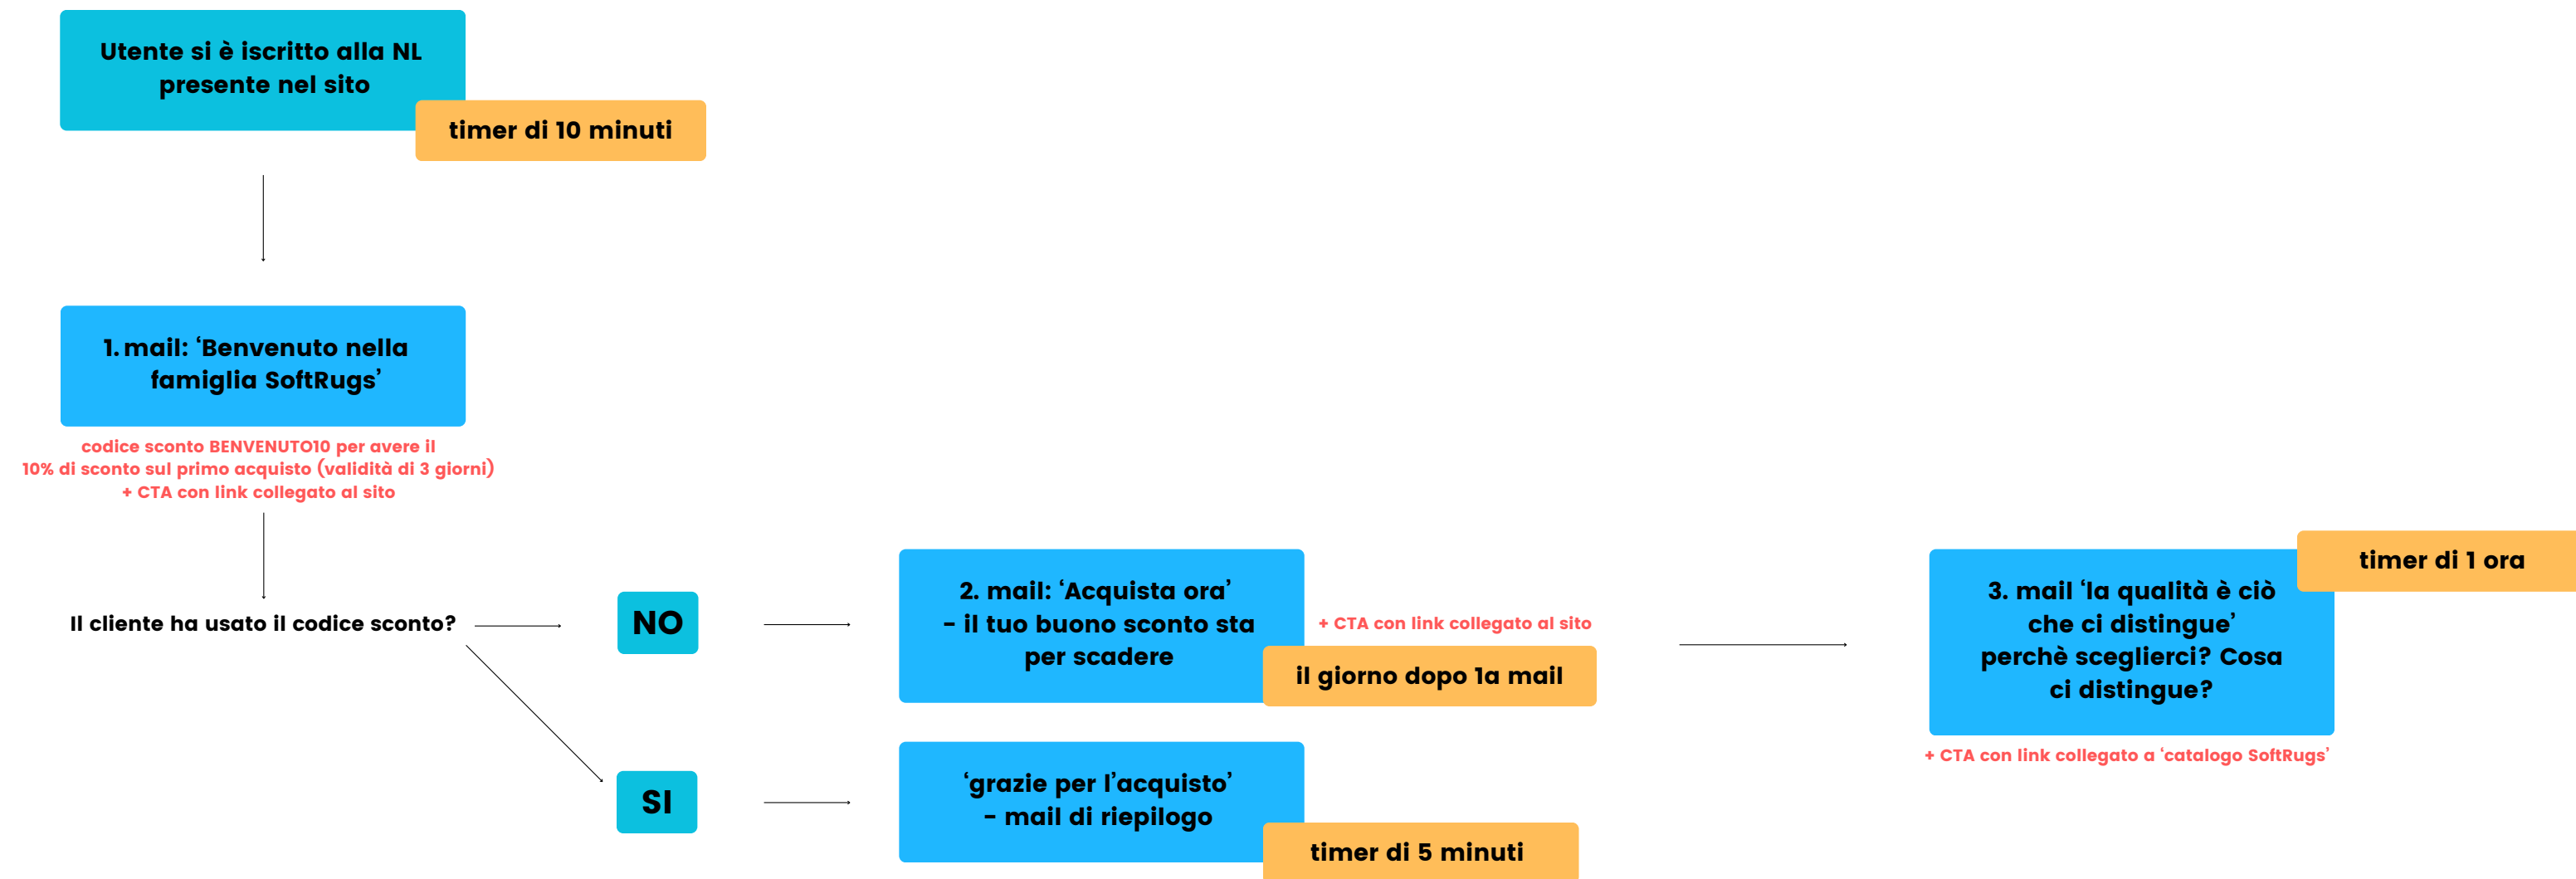 Utente si è iscritto alla NL
presente nel sito
timer di 10 minuti
1. mail: ‘Benvenuto nella
famiglia SoftRugs’
codice sconto BENVENUTO10 per avere il
10% di sconto sul primo acquisto (validità di 3 giorni)
+ CTA con link collegato al sito
Il cliente ha usato il codice sconto?
NO
2. mail: ‘Acquista ora’
- il tuo buono sconto sta
per scadere
+ CTA con link collegato al sito
il giorno dopo 1a mail
timer di 1 ora
3. mail ‘la qualità è ciò
che ci distingue’
perchè sceglierci? Cosa
ci distingue?
+ CTA con link collegato a ‘catalogo SoftRugs’
SI
‘grazie per l’acquisto’
- mail di riepilogo
timer di 5 minuti